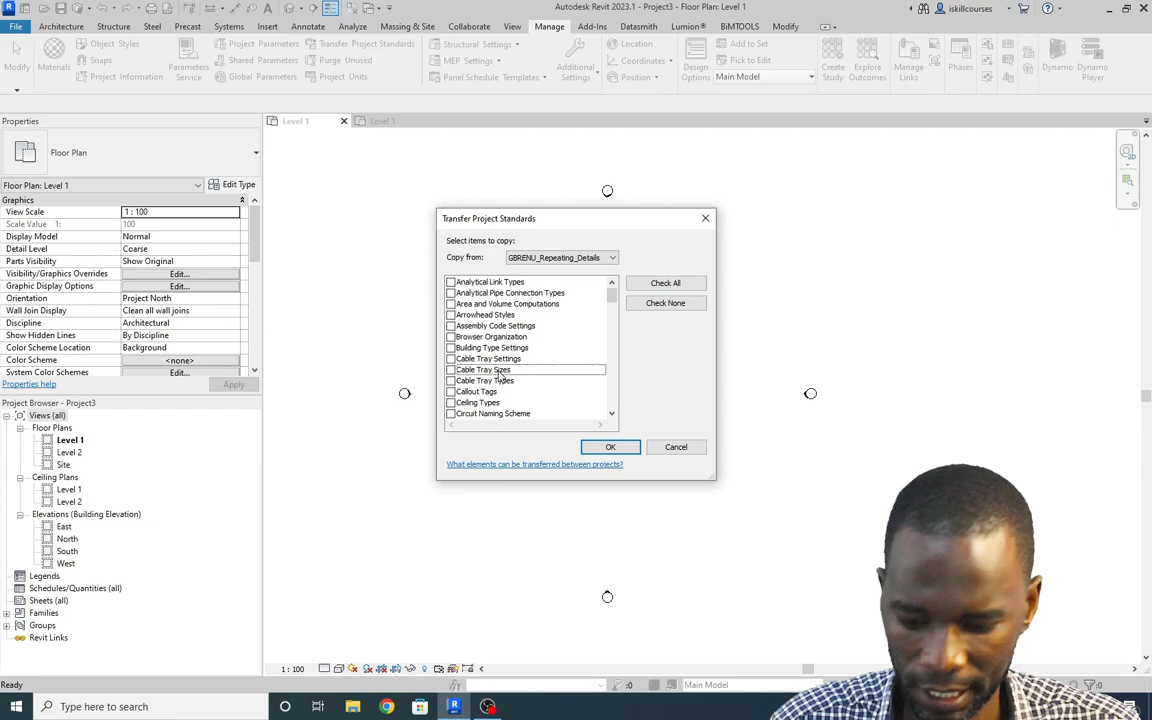 Autodesk Revit 2023.1 - Project3 - Floor Plan: Level 1
iskillcourses
File Architecture Structure Steel Precast Systems Insert Annotate Analyze Massing & Site Collaborate View Manage Add-Ins Datasmith Lumion® BiMTOOLS Modify
Object Styles Project Parameters Transfer Project Standards Structural Settings Location Add to Set
Snaps Shared Parameters Purge Unused MEP Settings Coordinates Pick to Edit
Modify Materials Project Information Parameters Service Global Parameters Project Units Panel Schedule Templates Additional Settings Position Design Options Main Model Create Study Explore Outcomes Manage Links Phases Dynamo Dynamo Player
Properties
Level 1
Level 1
Floor Plan
Floor Plan: Level 1
Edit Type
Graphics
View Scale 1 : 100
Scale Value 1: 100
Display Model Normal
Detail Level Coarse
Parts Visibility Show Original
Visibility/Graphics Overrides Edit...
Graphic Display Options Edit...
Orientation Project North
Wall Join Display Clean all wall joins
Discipline Architectural
Show Hidden Lines By Discipline
Color Scheme Location Background
Color Scheme <none>
System Color Schemes Edit...
Properties help
Apply
Project Browser - Project3
Views (all)
Floor Plans
Level 1
Level 2
Site
Ceiling Plans
Level 1
Level 2
Elevations (Building Elevation)
East
North
South
West
Legends
Schedules/Quantities (all)
Sheets (all)
Families
Groups
Revit Links
Transfer Project Standards
Select items to copy:
Copy from: GBRENU_Repeating_Details
Analytical Link Types
Analytical Pipe Connection Types
Area and Volume Computations
Arrowhead Styles
Assembly Code Settings
Browser Organization
Building Type Settings
Cable Tray Settings
Cable Tray Sizes
Cable Tray Types
Callout Tags
Ceiling Types
Circuit Naming Scheme
Check All
Check None
OK
Cancel
What elements can be transferred between projects?
1 : 100
Ready
:0
Main Model
:0
Type here to search